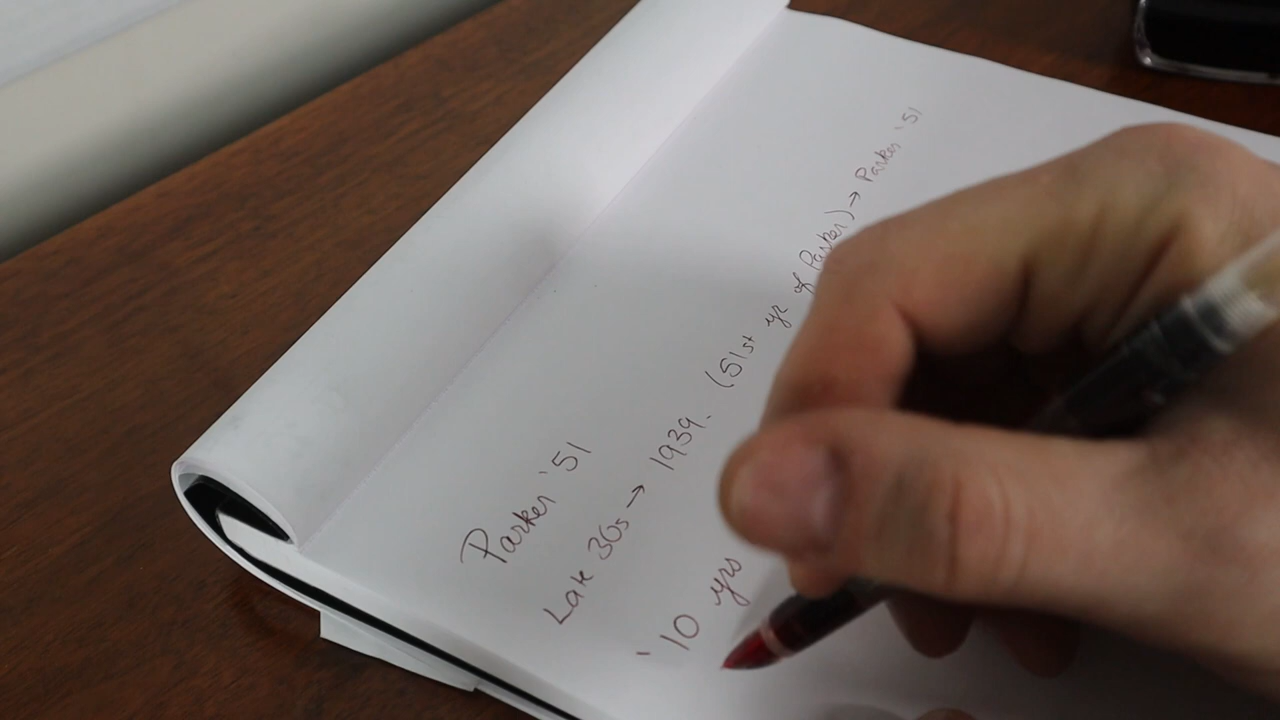 Parker '51
Late 30s → 1939. (51st yr of Parker) → Parker '51
'10 yrs